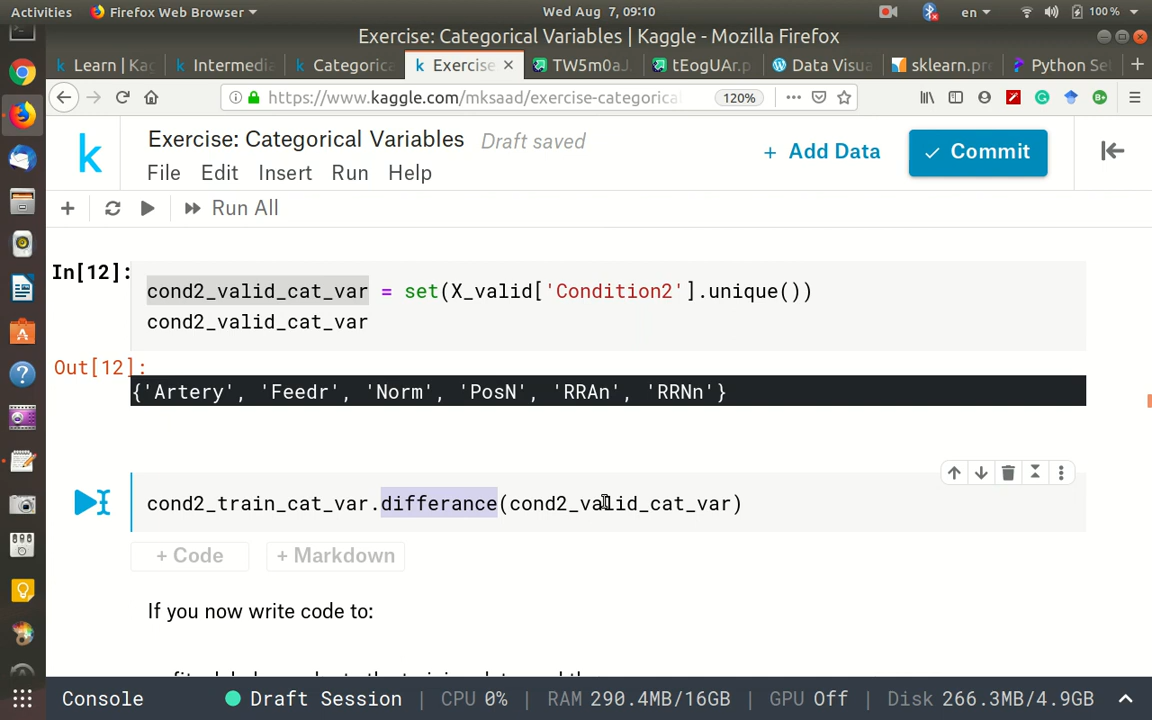 Activities Firefox Web Browser Wed Aug 7, 09:10 en 100 %
Exercise: Categorical Variables | Kaggle - Mozilla Firefox
Learn | Kag Intermedia Categorica Exercise TW5m0aJ. tEogUAr.p Data Visua sklearn.pre Python Se
https://www.kaggle.com/mksaad/exercise-categorica 120%
Exercise: Categorical Variables Draft saved
+ Add Data Commit
File Edit Insert Run Help
Run All
In[12]:
cond2_valid_cat_var = set(X_valid['Condition2'].unique())
cond2_valid_cat_var
Out[12]:
{'Artery', 'Feedr', 'Norm', 'PosN', 'RRAn', 'RRNn'}
cond2_train_cat_var.differance(cond2_valid_cat_var)
+ Code + Markdown
If you now write code to:
Console Draft Session | CPU 0% | RAM 290.4MB/16GB | GPU Off | Disk 266.3MB/4.9GB